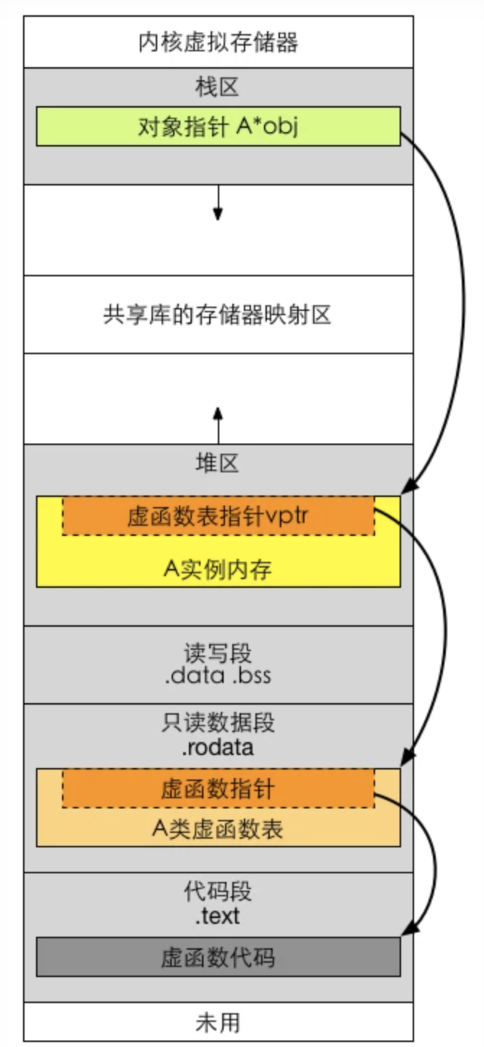 内核虚拟存储器
栈区
对象指针 A*obj
共享库的存储器映射区
堆区
虚函数表指针vptr
A实例内存
读写段
.data .bss
只读数据段
.rodata
虚函数指针
A类虚函数表
代码段
.text
虚函数代码
未用